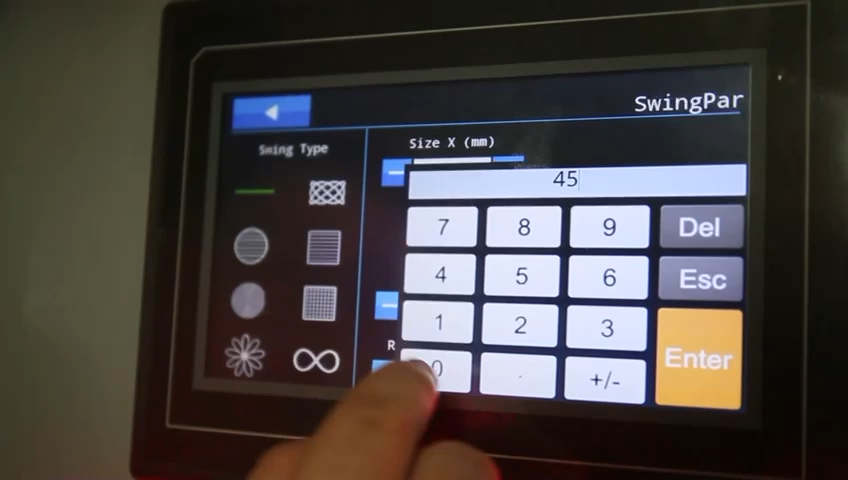 SwingPar
Swing Type
Size X (mm)
45
7 8 9 Del
4 5 6 Esc
1 2 3
R
0 . +/- Enter